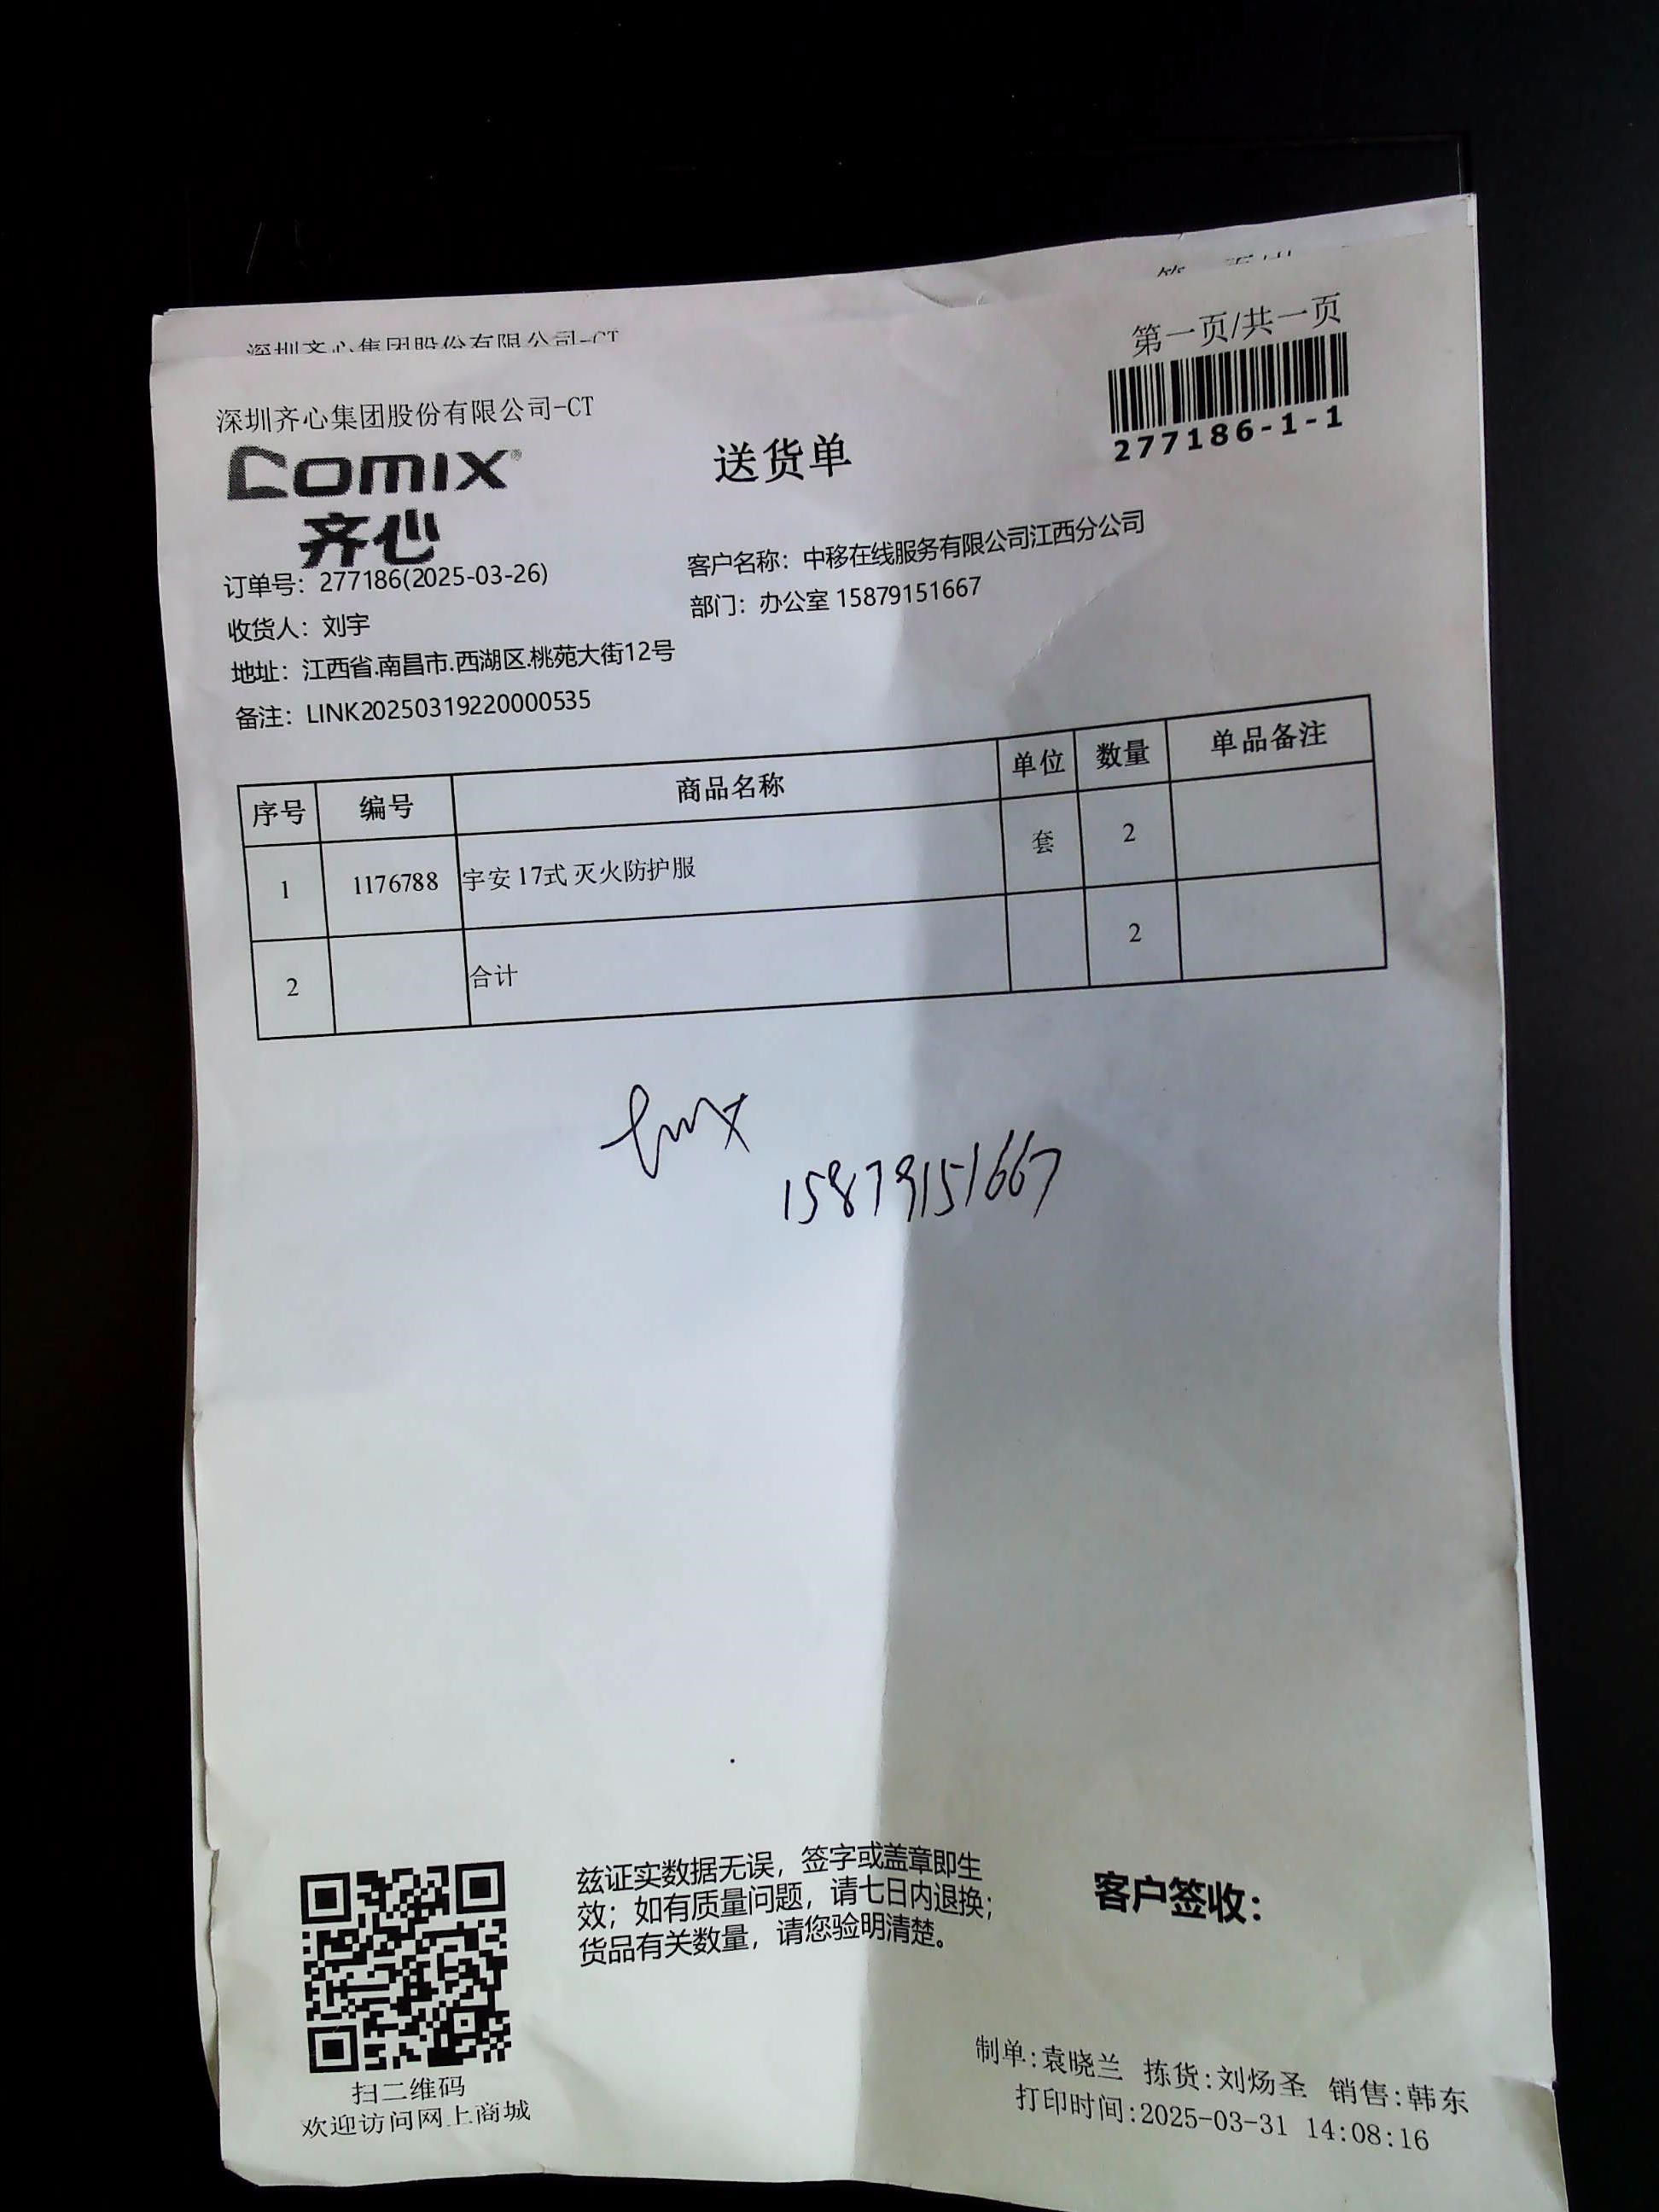 深圳齐心集团股份有限公司-CT
第一页/共一页
深圳齐心集团股份有限公司-CT
277186-1-1
comix
齐心
送货单
订单号：277186(2025-03-26)
客户名称：中移在线服务有限公司江西分公司
收货人：刘宇
部门：办公室 15879151667
地址：江西省.南昌市.西湖区.桃苑大街12号
备注：LINK20250319220000535
序号 编号 商品名称 单位 数量 单品备注
1 1176788 宇安 17式 灭火防护服 套 2
2 合计 2
15879151667
兹证实数据无误，签字或盖章即生
效；如有质量问题，请七日内退换；
货品有关数量，请您验明清楚。
客户签收：
扫二维码
欢迎访问网上商城
制单:袁晓兰 拣货:刘炀圣 销售:韩东
打印时间:2025-03-31 14:08:16